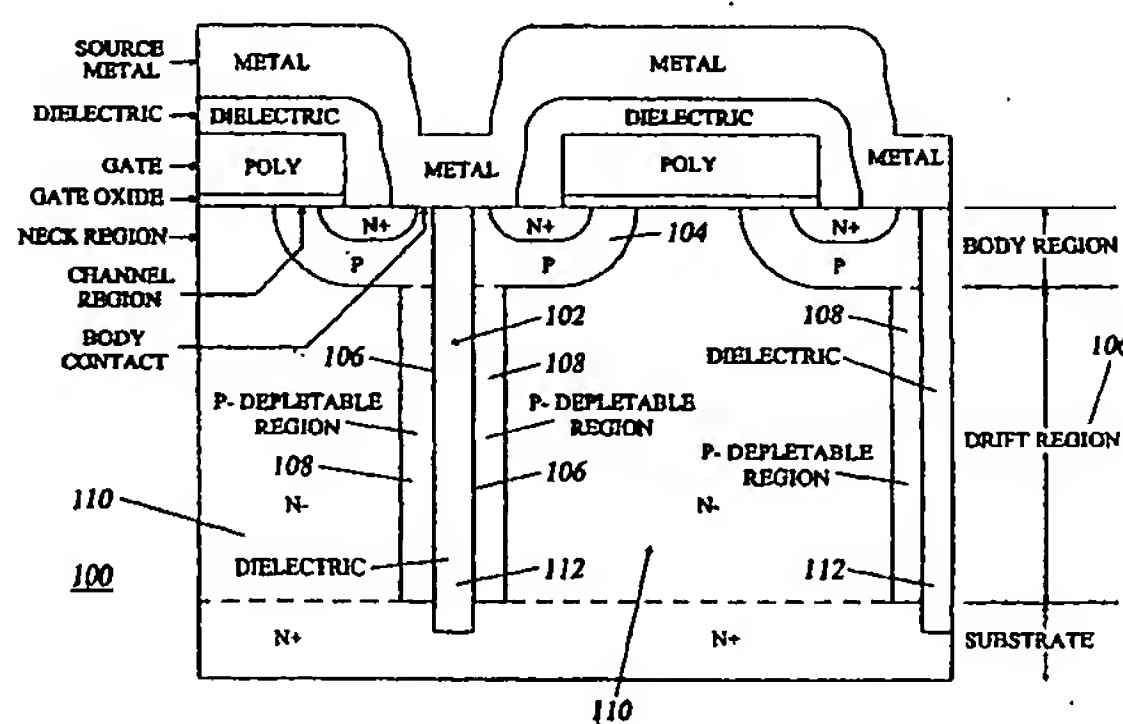 SOURCE
METAL
METAL
METAL
DIELECTRIC
DIELECTRIC
DIELECTRIC
GATE
POLY
METAL
POLY
METAL
GATE OXIDE
NECK REGION
N+
N+
104
N+
BODY REGION
CHANNEL
REGION
P
P
P
BODY
CONTACT
102
108
106
108
DIELECTRIC
106
P- DEPLETABLE
REGION
P- DEPLETABLE
REGION
DRIFT REGION
108
106
P- DEPLETABLE
REGION
110
N-
N-
100
DIELECTRIC
112
112
N+
N+
SUBSTRATE
110